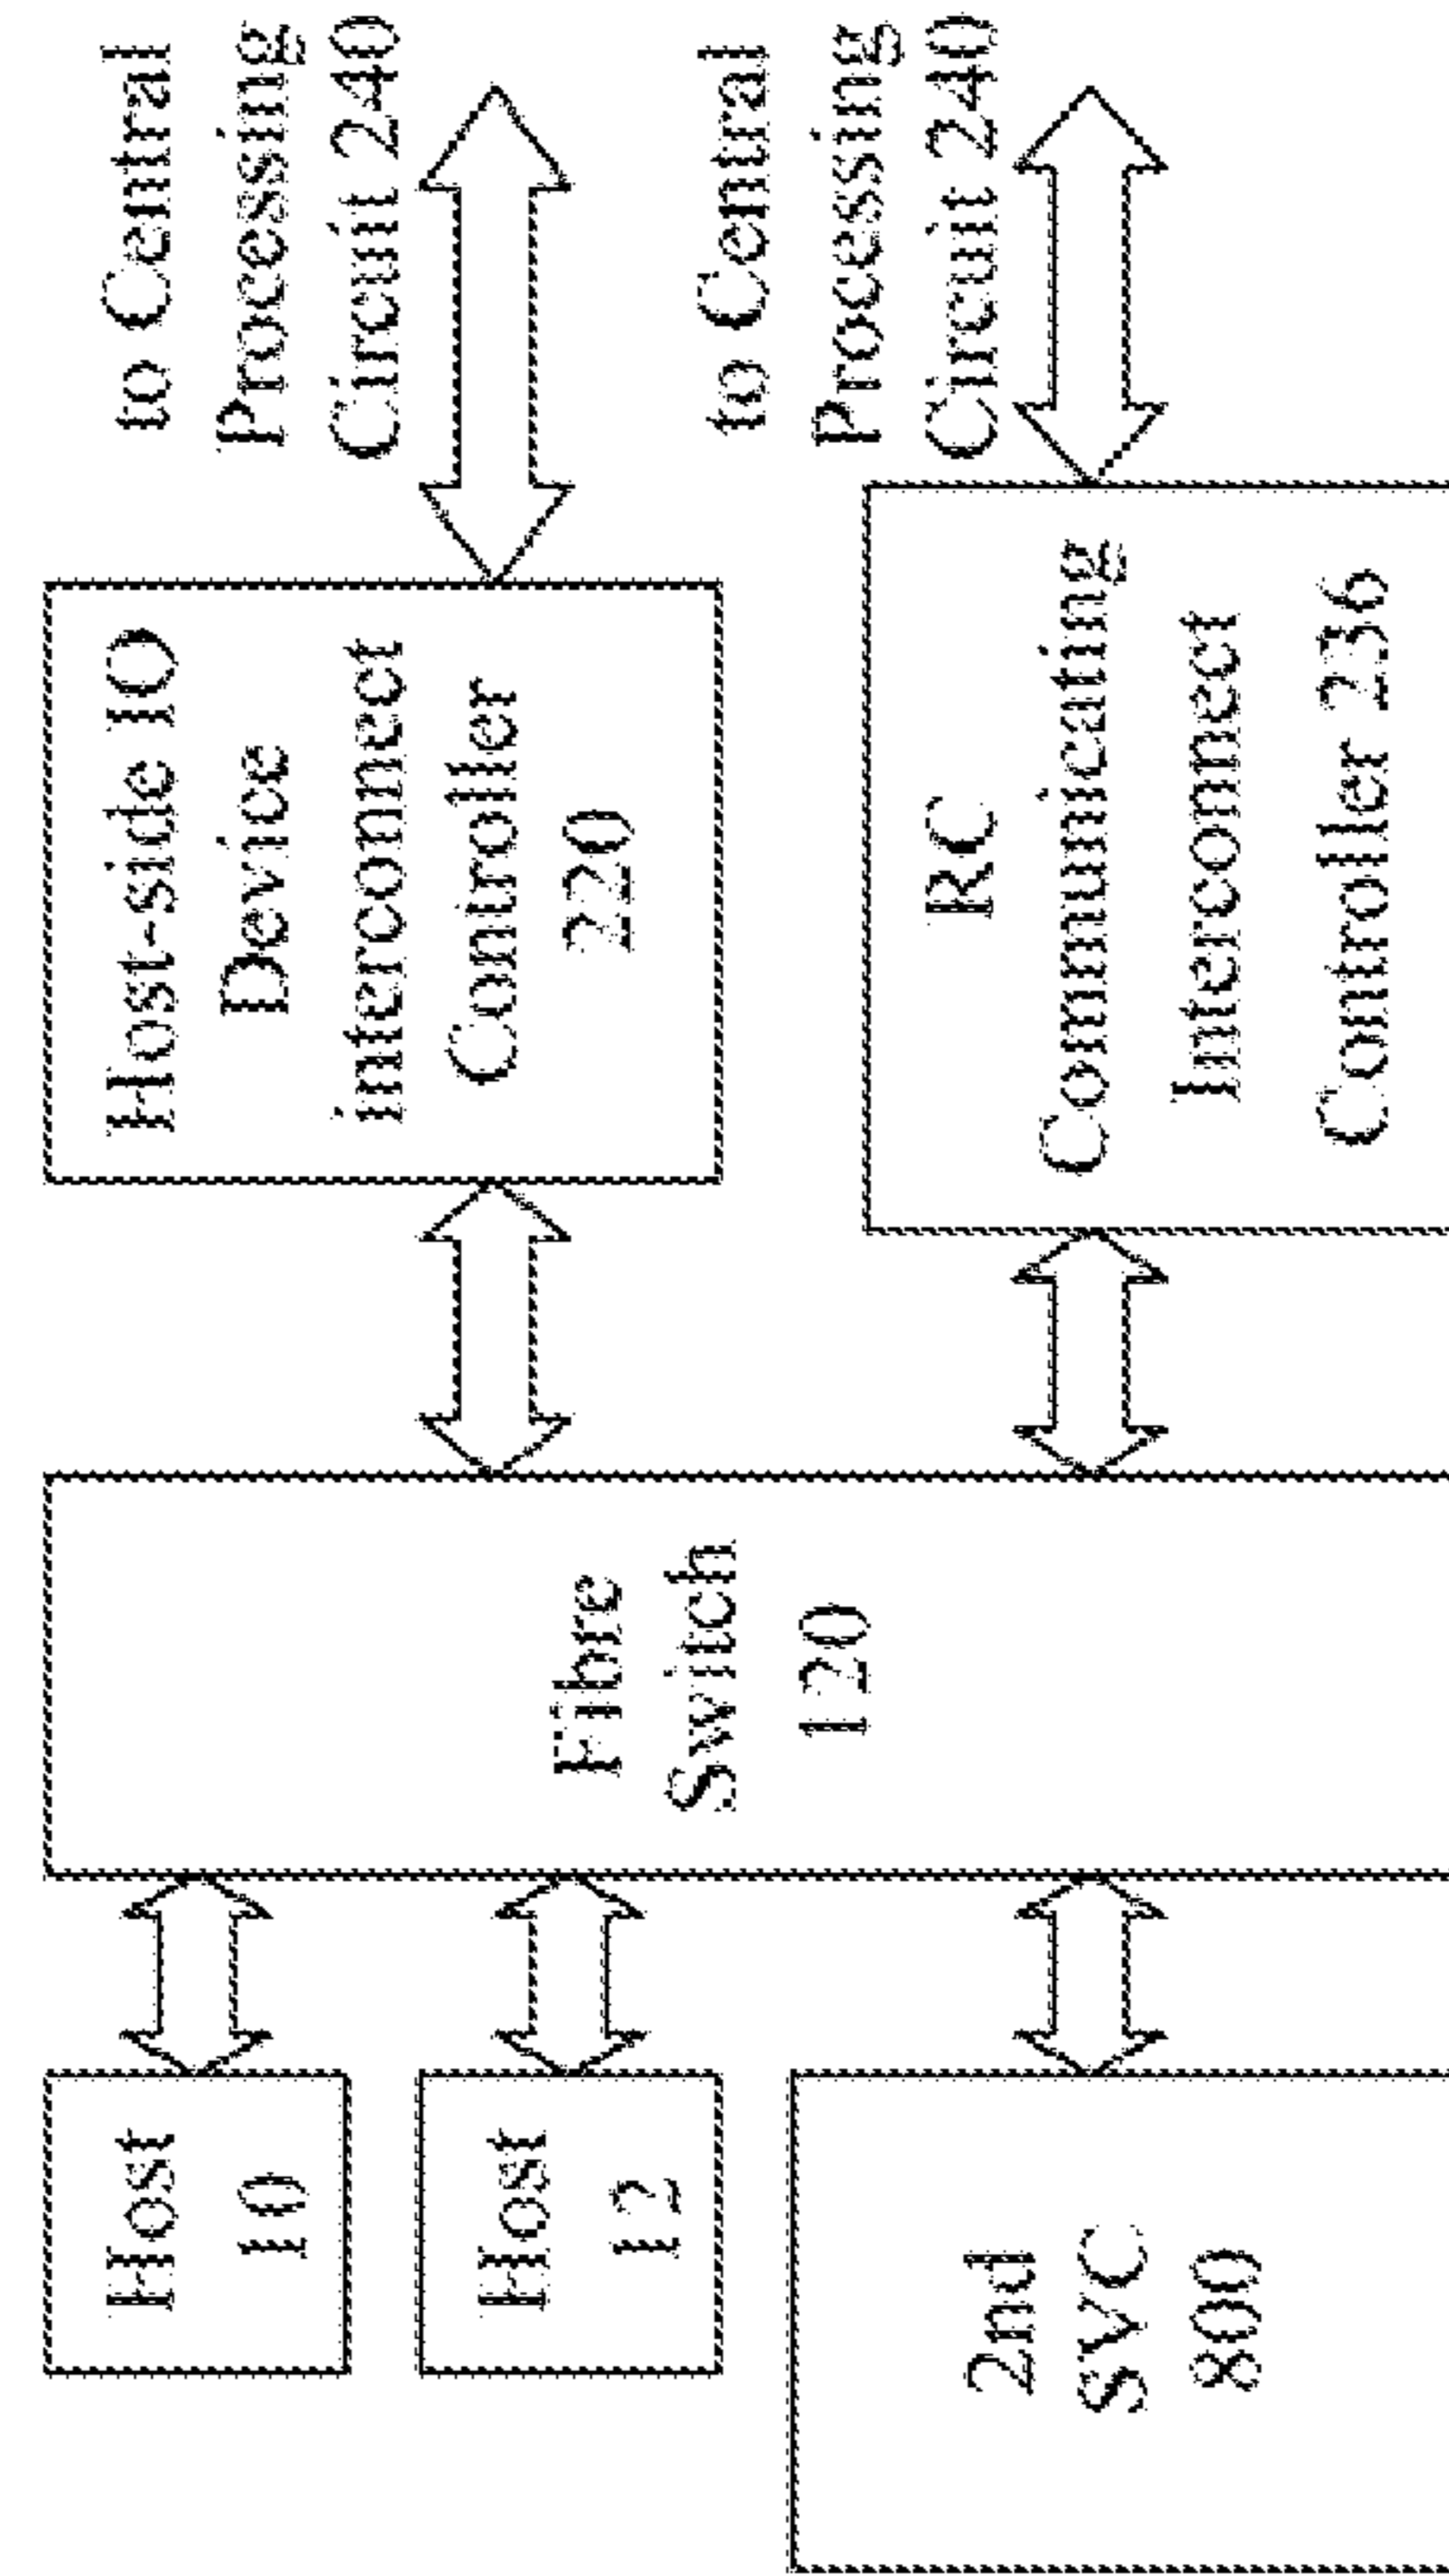 Host
10
Host
12
2nd
SVC
800
Fibre
Switch
120
Host-side IO
Device
interconnect
Controller
220
RC
Communicating
Interconnect
Controller 236
to Central
Processing
Circuit 240
to Central
Processing
Circuit 240